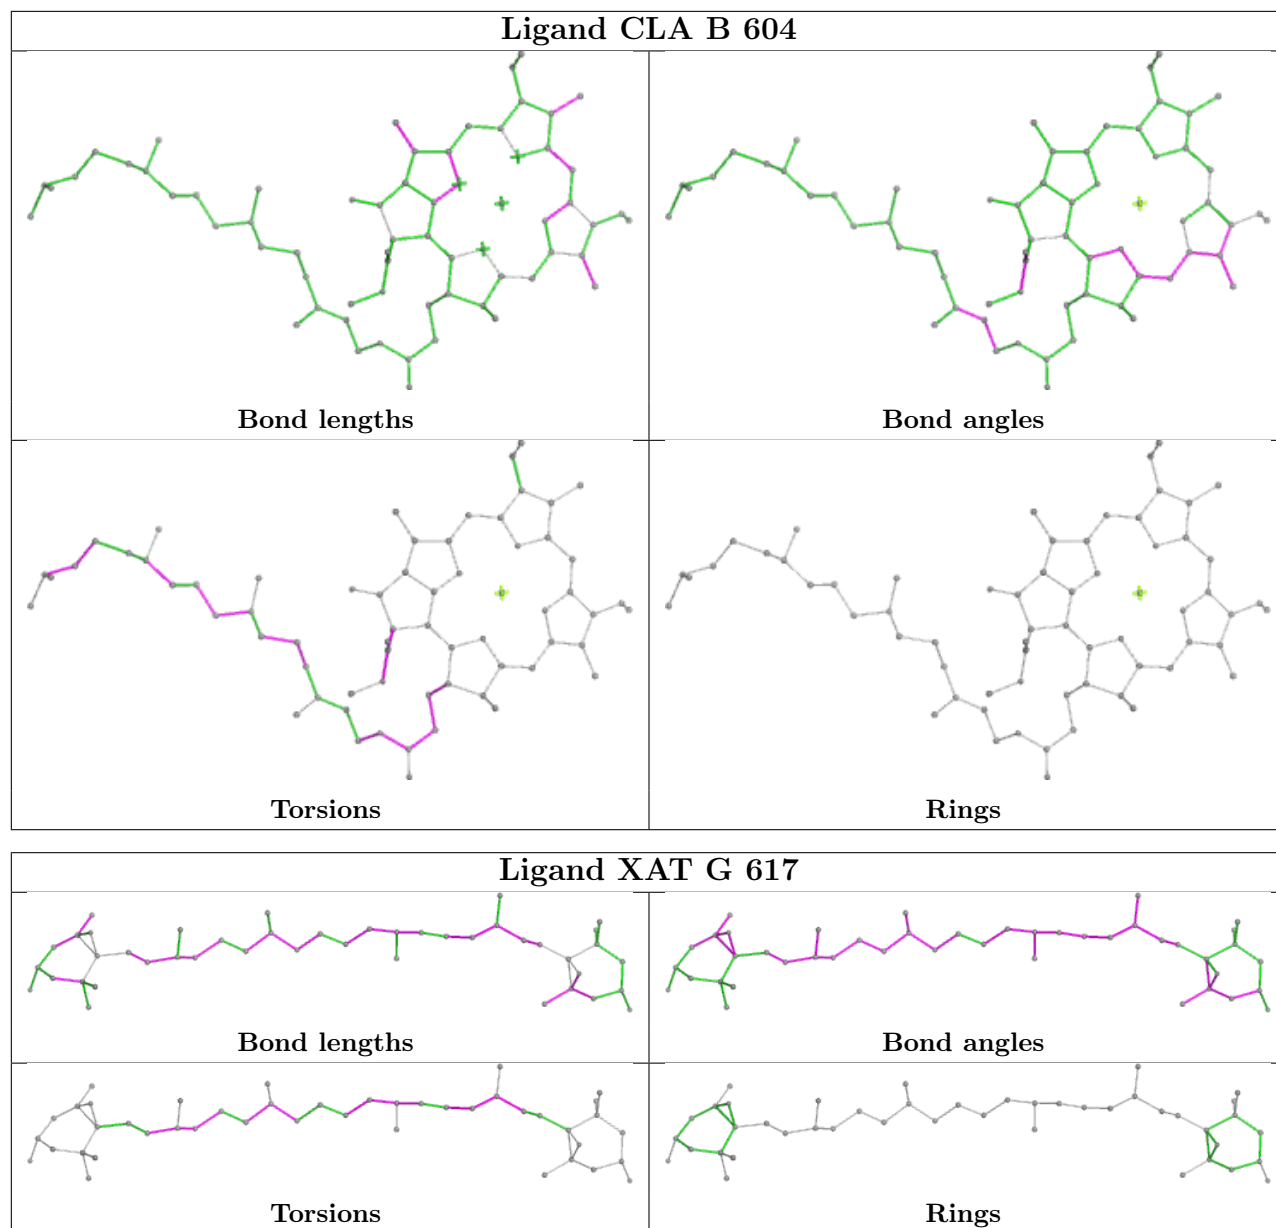 Ligand CLA B 604
Bond lengths
Bond angles
Torsions
Rings
Ligand XAT G 617
Bond lengths
Bond angles
Torsions
Rings